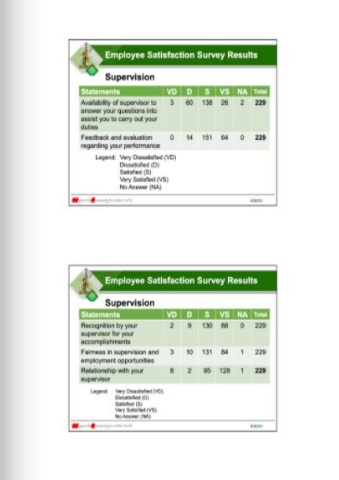 Employee Satisfaction Survey Results
Supervision
Statements VD D S VS NA Total
Availability of supervisor to 3 60 138 26 2 229
answer your questions into
assist you to carry out your
duties
Feedback and evaluation 0 14 151 64 0 229
regarding your performance
Legend: Very Dissatisfied (VD)
Dissatisfied (D)
Satisfied (S)
Very Satisfied (VS)
No Answer (NA)
Employee Satisfaction Survey Results
Supervision
Statements VD D S VS NA Total
Recognition by your 2 9 130 88 0 229
supervisor for your
accomplishments
Fairness in supervision and 3 10 131 84 1 229
employment opportunities
Relationship with your 8 2 95 128 1 229
supervisor
Legend: Very Dissatisfied (VD)
Dissatisfied (D)
Satisfied (S)
Very Satisfied (VS)
No Answer (NA)